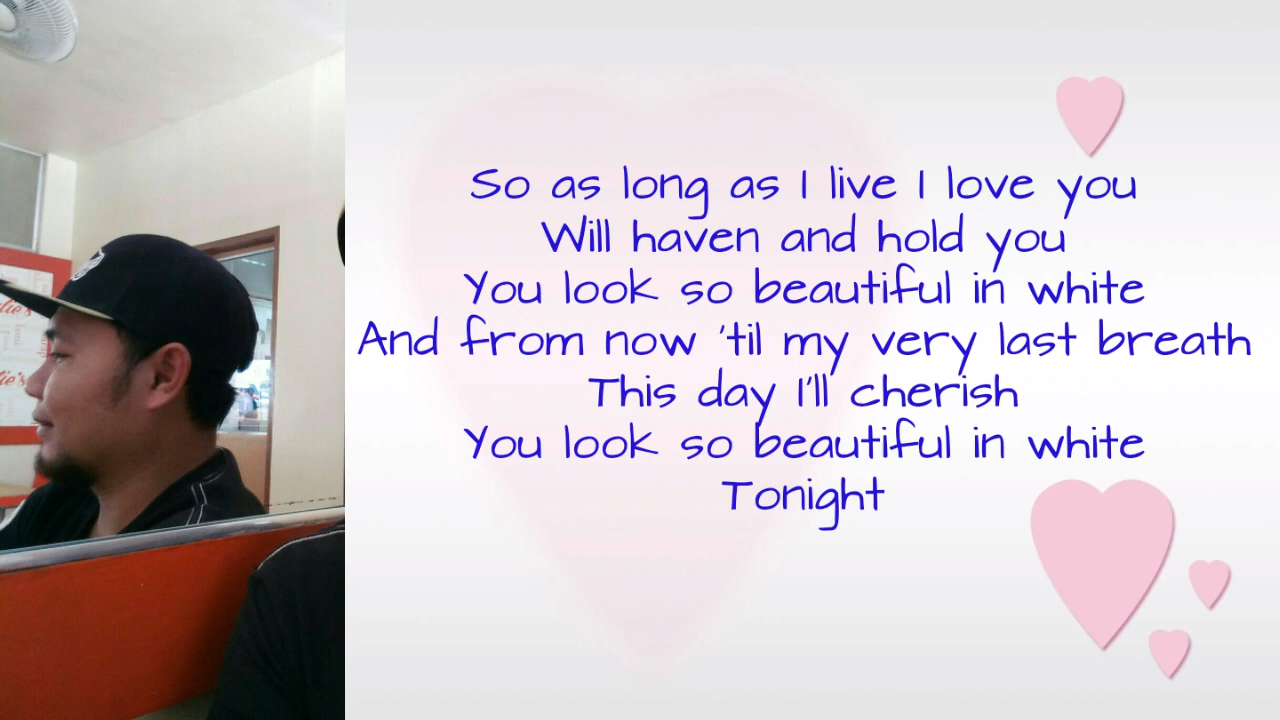 So as long as I live I love you
Will haven and hold you
You look so beautiful in white
And from now 'til my very last breath
This day I'll cherish
You look so beautiful in white
Tonight